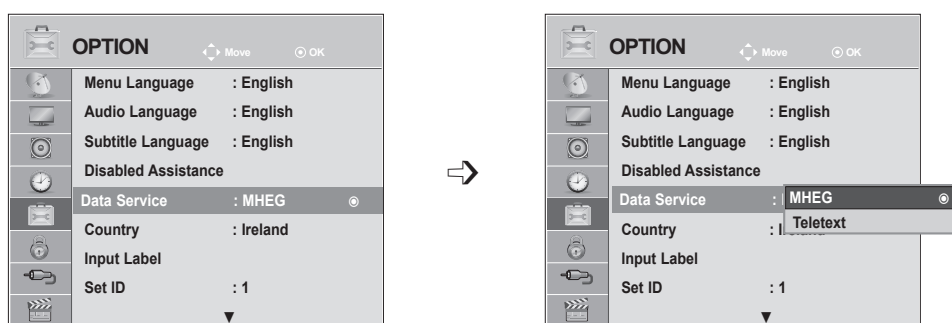 OPTION Move OK
Menu Language : English
Audio Language : English
Subtitle Language : English
Disabled Assistance
Data Service : MHEG
Country : Ireland
Input Label
Set ID : 1
OPTION Move OK
Menu Language : English
Audio Language : English
Subtitle Language : English
Disabled Assistance
Data Service : MHEG
Teletext
Country :
Input Label
Set ID : 1